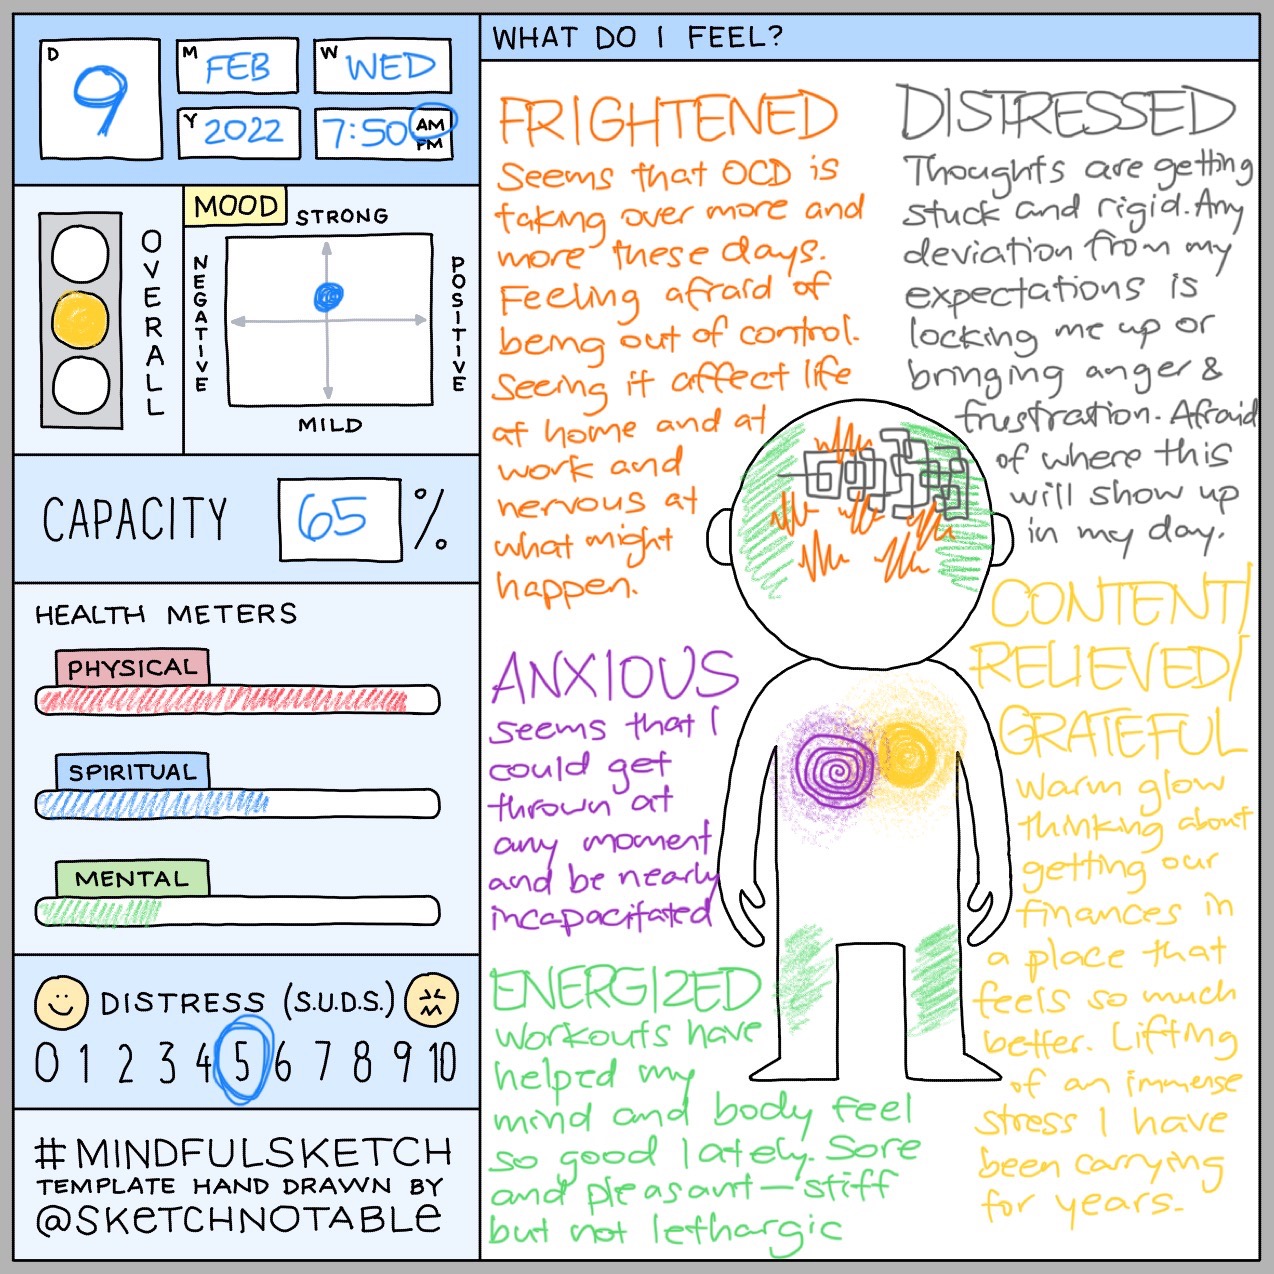 D
9
M
FEB
W
WED
Y
2022
7:50 AM
PM
OVERALL
MOOD
STRONG
NEGATIVE
POSITIVE
MILD
CAPACITY 65 %
HEALTH METERS
PHYSICAL
SPIRITUAL
MENTAL
DISTRESS (S.U.D.S.)
0 1 2 3 4 5 6 7 8 9 10
#MINDFULSKETCH
TEMPLATE HAND DRAWN BY
@SKETCHNOTABLE
WHAT DO I FEEL?
FRIGHTENED
Seems that OCD is
taking over more and
more these days.
Feeling afraid of
being out of control.
Seeing it affect life
at home and at
work and
nervous at
what might
happen.
DISTRESSED
Thoughts are getting
stuck and rigid. Any
deviation from my
expectations is
locking me up or
bringing anger &
frustration. Afraid
of where this
will show up
in my day.
ANXIOUS
Seems that I
could get
thrown at
any moment
and be nearly
incapacitated
CONTENT/
RELIEVED/
GRATEFUL
Warm glow
thinking about
getting our
finances in
a place that
feels so much
better. Lifting
of an immense
stress I have
been carrying
for years.
ENERGIZED
Workouts have
helped my
mind and body feel
so good lately. Sore
and pleasant — stiff
but not lethargic